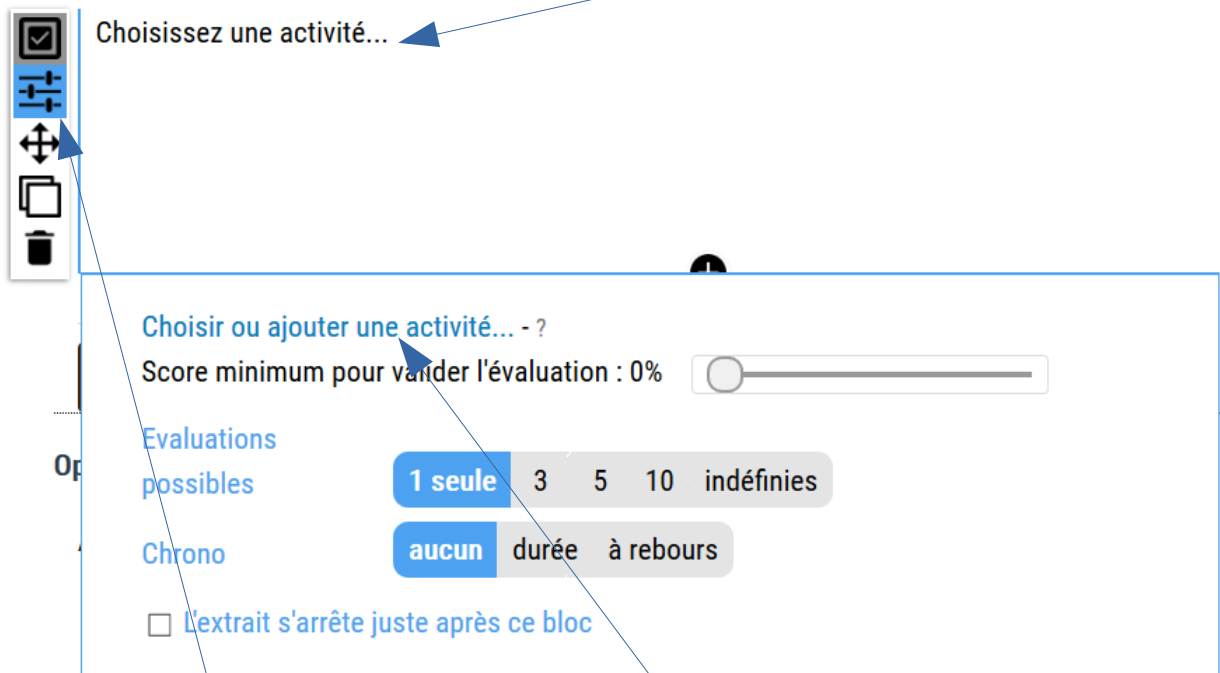 Choisissez une activité...
Choisir ou ajouter une activité... - ?
Score minimum pour valider l'évaluation : 0%
Evaluations
possibles
1 seule 3 5 10 indéfinies
Chrono
aucun durée à rebours
L'extrait s'arrête juste après ce bloc